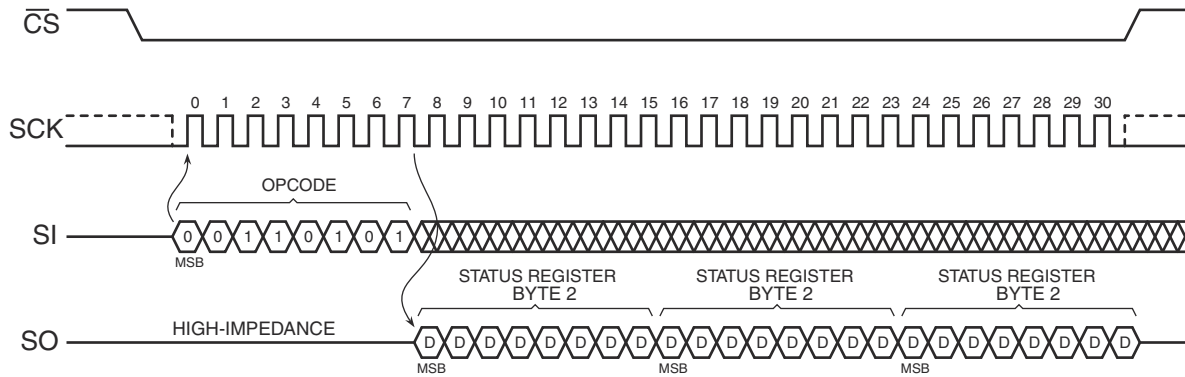 CS
0 1 2 3 4 5 6 7 8 9 10 11 12 13 14 15 16 17 18 19 20 21 22 23 24 25 26 27 28 29 30
SCK
OPCODE
SI 0 0 1 1 0 1 0 1
MSB
STATUS REGISTER
BYTE 2
STATUS REGISTER
BYTE 2
STATUS REGISTER
BYTE 2
HIGH-IMPEDANCE
SO D D D D D D D D D D D D D D D D D D D D D D D D
MSB MSB MSB